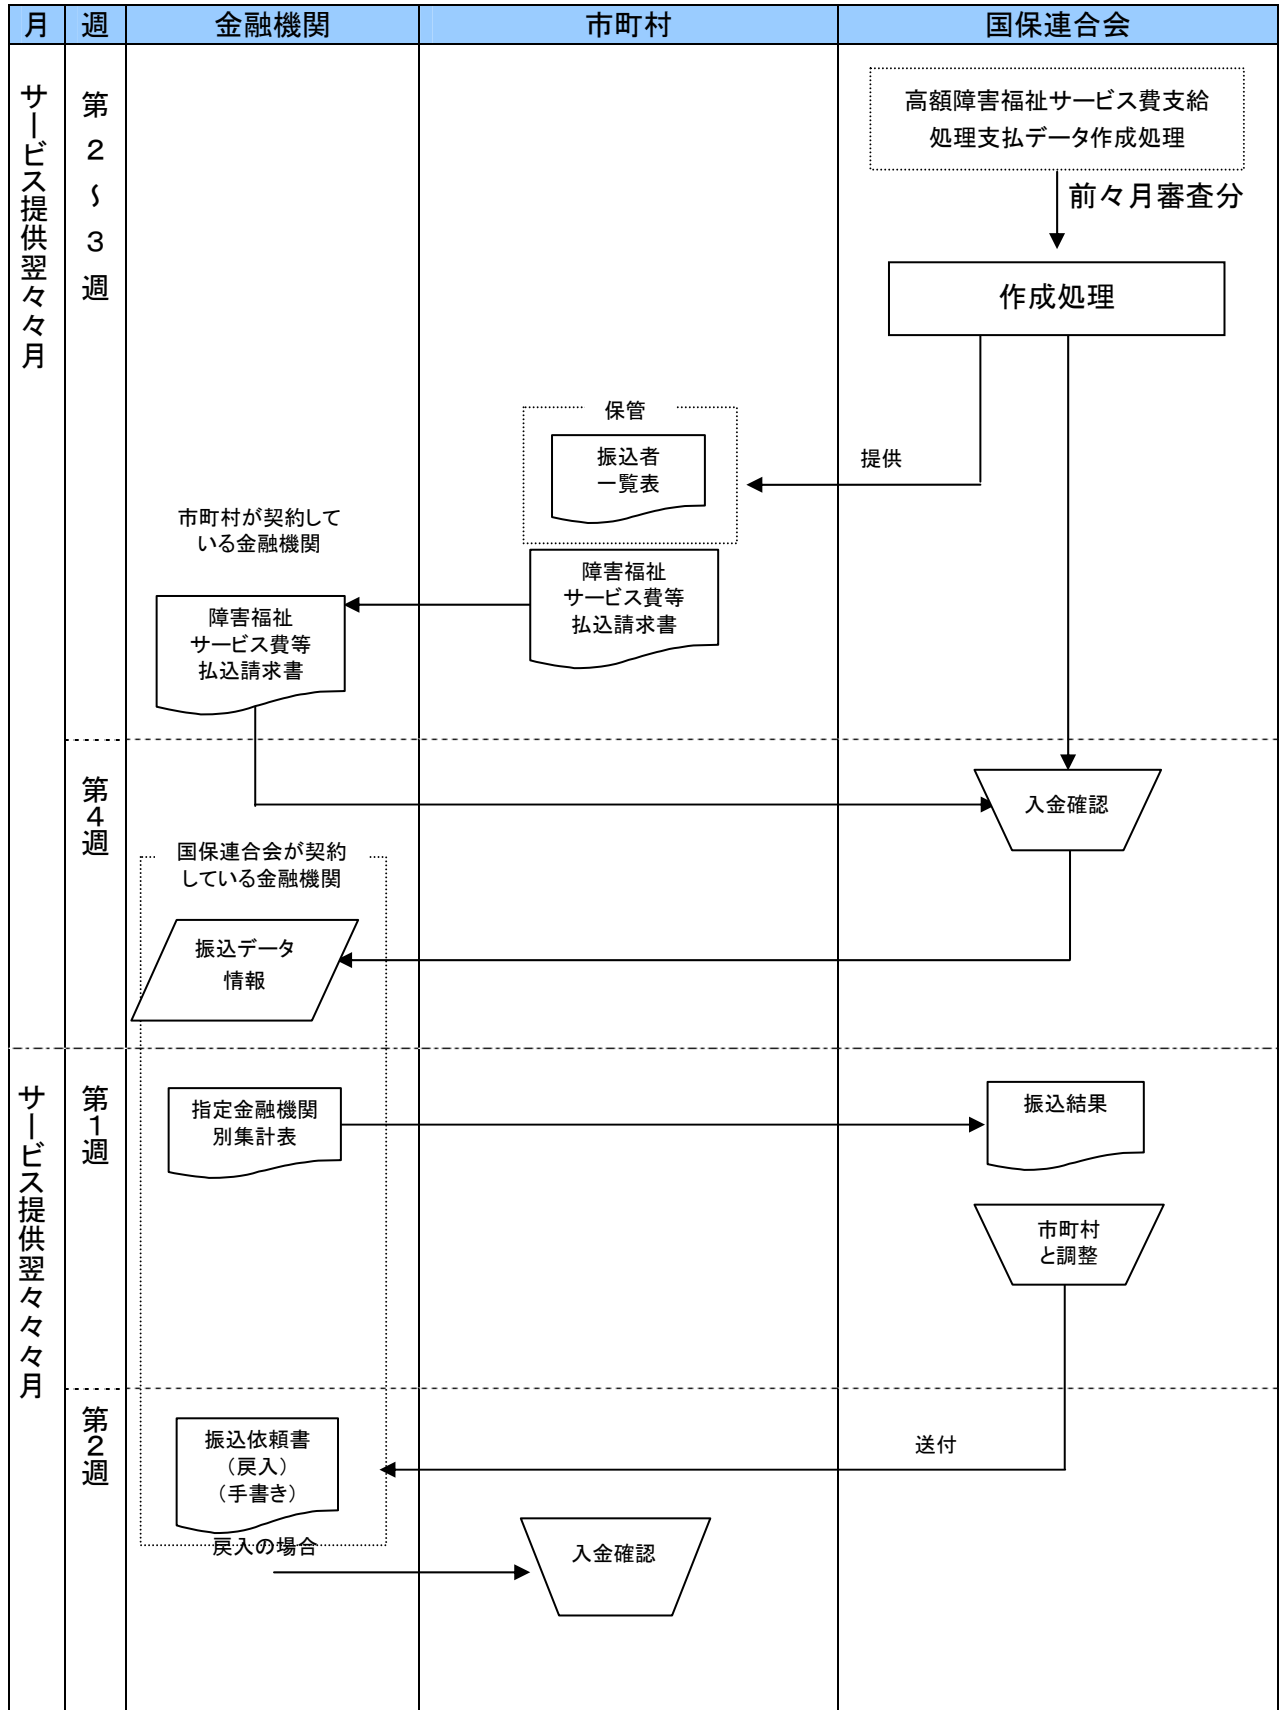 月 週 金融機関 市町村 国保連合会
サービス提供翌々月
第２～３週
高額障害福祉サービス費支給
処理支払データ作成処理
前々月審査分
作成処理
保管
振込者
一覧表
提供
市町村が契約して
いる金融機関
障害福祉
サービス費等
払込請求書
障害福祉
サービス費等
払込請求書
第４週
入金確認
国保連合会が契約
している金融機関
振込データ
情報
サービス提供翌々々月
第１週
指定金融機関
別集計表
振込結果
市町村
と調整
第２週
振込依頼書
（戻入）
（手書き）
送付
戻入の場合
入金確認